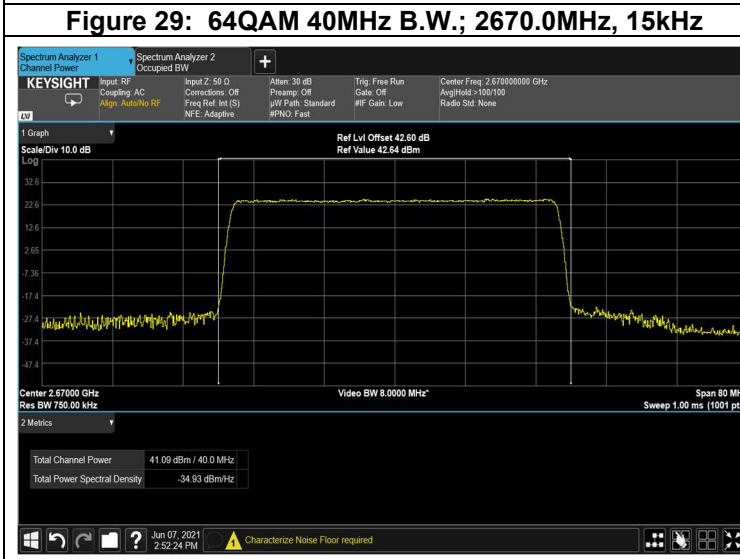 Figure 29: 64QAM 40MHz B.W.; 2670.0MHz, 15kHz
Spectrum Analyzer 1
Channel Power
Spectrum Analyzer 2
Occupied BW
KEYSIGHT
LXI
Input: RF
Coupling: AC
Align: Auto/No RF
Input Z: 50 Ω
Corrections: Off
Freq Ref: Int (S)
NFE: Adaptive
Atten: 30 dB
Preamp: Off
µW Path: Standard
#PNO: Fast
Trig: Free Run
Gate: Off
#IF Gain: Low
Center Freq: 2.670000000 GHz
Avg|Hold:>100/100
Radio Std: None
1 Graph
Scale/Div 10.0 dB
Ref Lvl Offset 42.60 dB
Ref Value 42.64 dBm
Log
32.6
22.6
12.6
2.65
-7.36
-17.4
-27.4
-37.4
-47.4
Center 2.67000 GHz
Res BW 750.00 kHz
Video BW 8.0000 MHz*
Span 80 MH
Sweep 1.00 ms (1001 pt
2 Metrics
Total Channel Power 41.09 dBm / 40.0 MHz
Total Power Spectral Density -34.93 dBm/Hz
Jun 07, 2021
2:52:24 PM
1
Characterize Noise Floor required